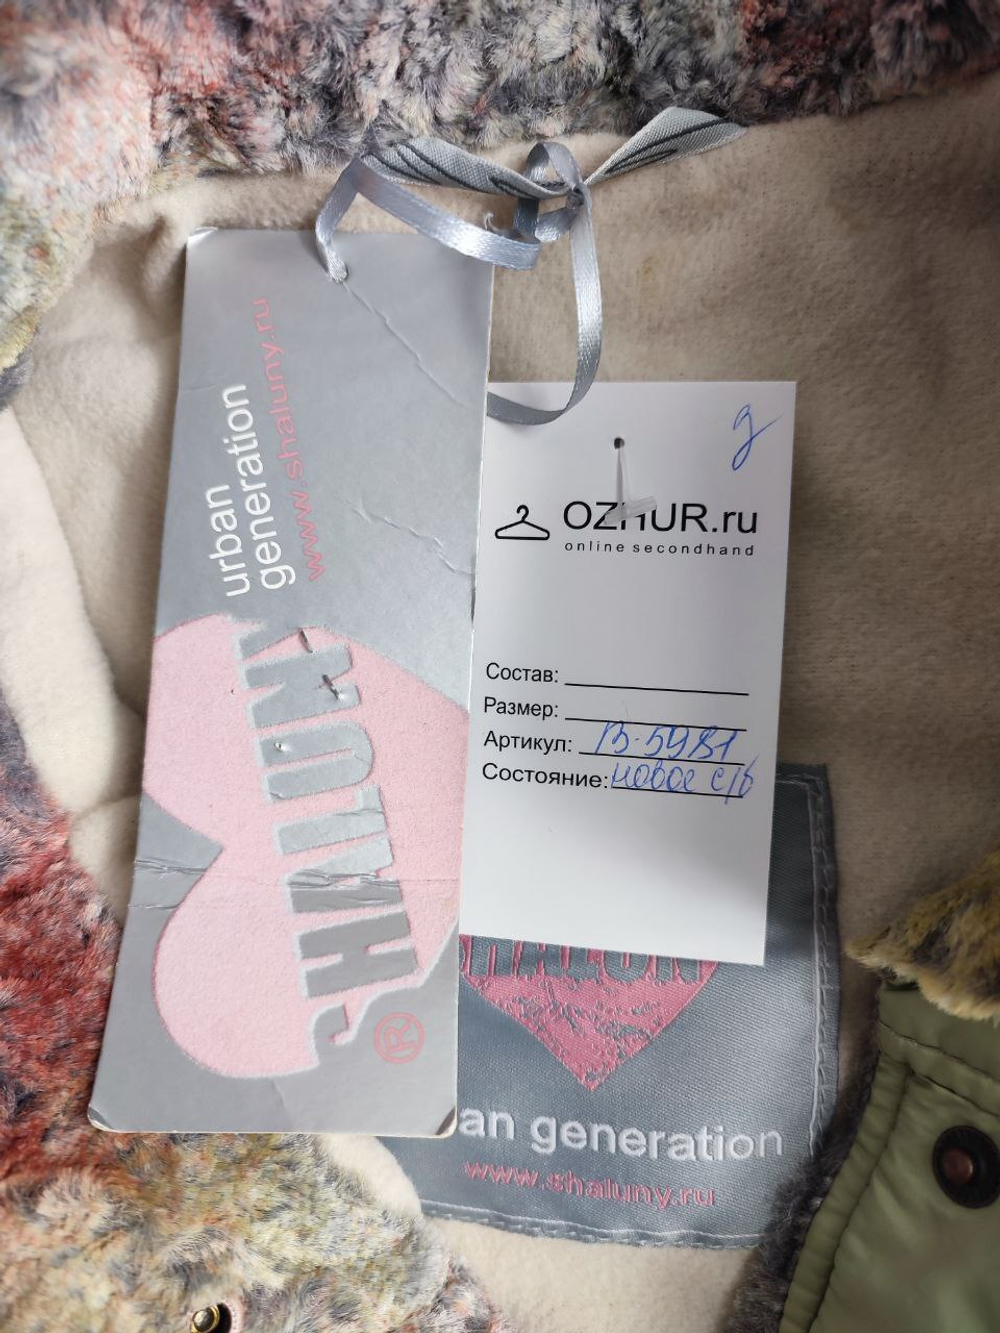 urban
generation
www.shaluny.ru
SHALUNY
®
g
OZHUR.ru
online secondhand
Состав:
Размер:
Артикул: В-5981
Состояние: новое с/б
SHALUN
an generation
www.shaluny.ru